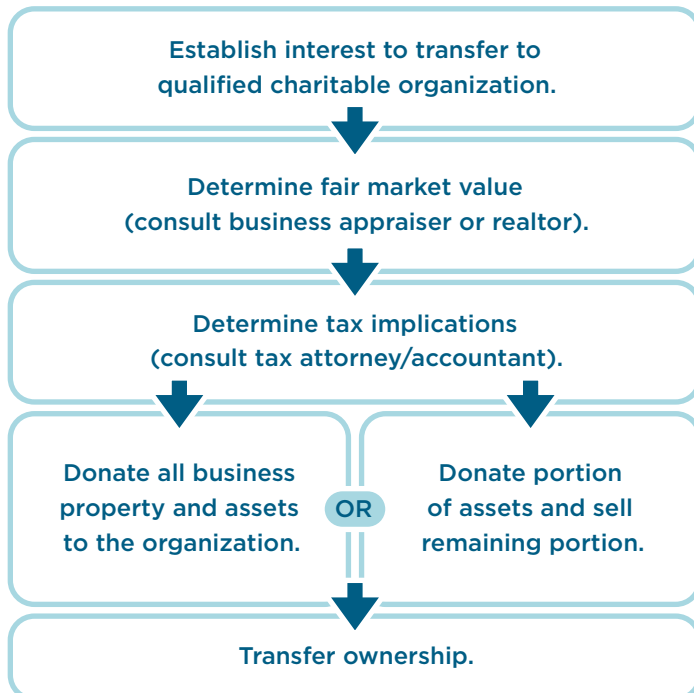 Establish interest to transfer to
qualified charitable organization.
Determine fair market value
(consult business appraiser or realtor).
Determine tax implications
(consult tax attorney/accountant).
Donate all business
property and assets
to the organization.
OR
Donate portion
of assets and sell
remaining portion.
Transfer ownership.